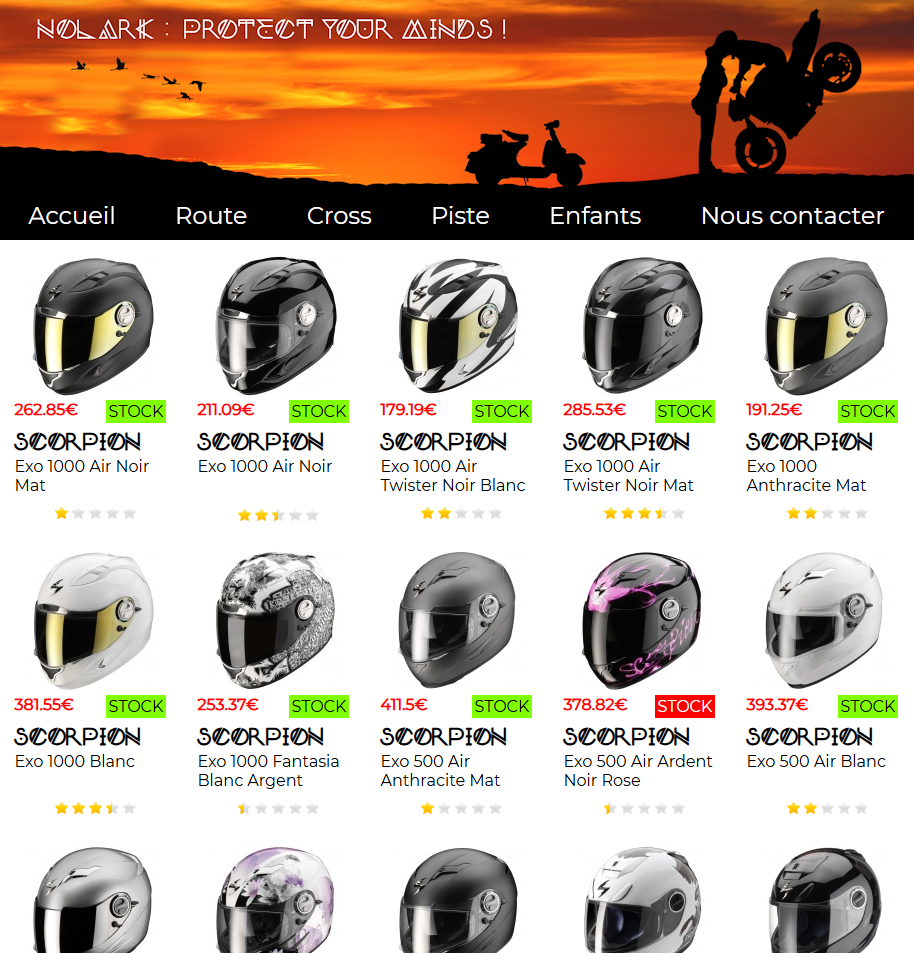 NOLARK : PROTECT YOUR MINDS !
Accueil Route Cross Piste Enfants Nous contacter
262.85€ STOCK
SCORPION
Exo 1000 Air Noir
Mat
211.09€ STOCK
SCORPION
Exo 1000 Air Noir
179.19€ STOCK
SCORPION
Exo 1000 Air
Twister Noir Blanc
285.53€ STOCK
SCORPION
Exo 1000 Air
Twister Noir Mat
191.25€ STOCK
SCORPION
Exo 1000
Anthracite Mat
381.55€ STOCK
SCORPION
Exo 1000 Blanc
253.37€ STOCK
SCORPION
Exo 1000 Fantasia
Blanc Argent
411.5€ STOCK
SCORPION
Exo 500 Air
Anthracite Mat
378.82€ STOCK
SCORPION
Exo 500 Air Ardent
Noir Rose
393.37€ STOCK
SCORPION
Exo 500 Air Blanc